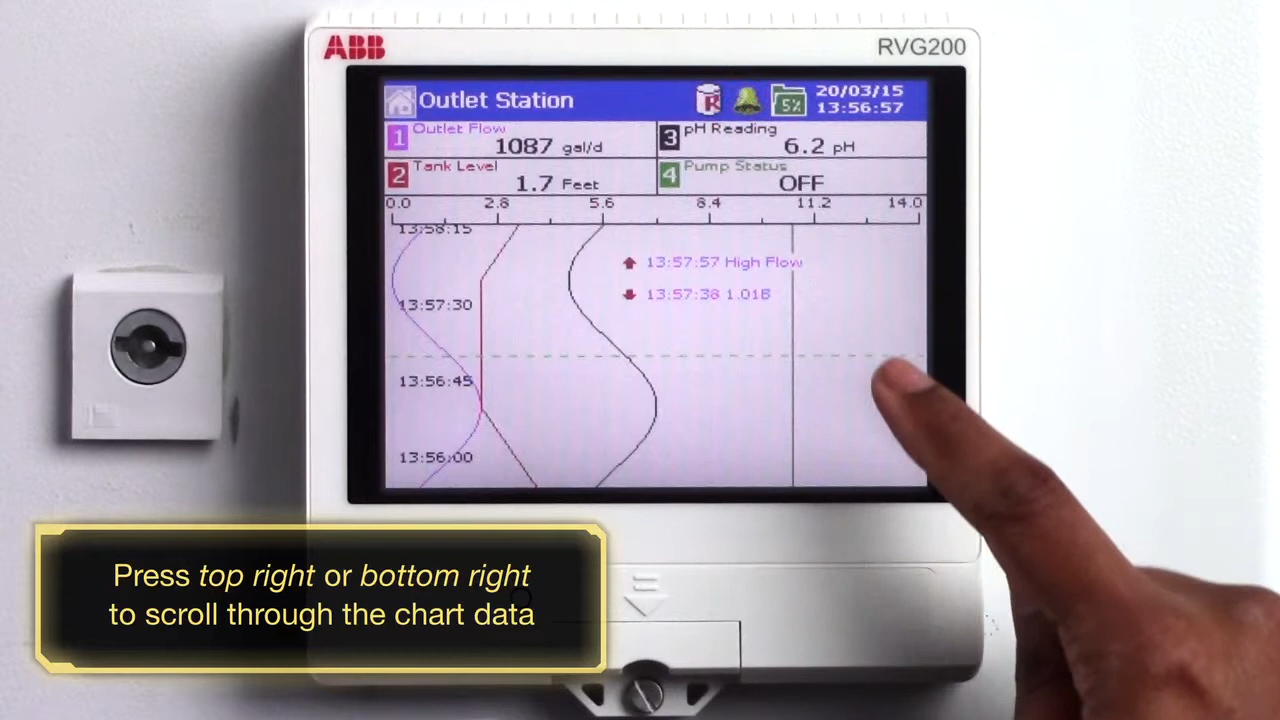 ABB
RVG200
Outlet Station
R
5%
20/03/15
13:56:57
1 Outlet Flow
1087 gal/d
3 pH Reading
6.2 pH
2 Tank Level
1.7 Feet
4 Pump Status
OFF
0.0 2.8 5.6 8.4 11.2 14.0
13:58:15
13:57:57 High Flow
13:57:38 1.01B
13:57:30
13:56:45
13:56:00
Press top right or bottom right
to scroll through the chart data